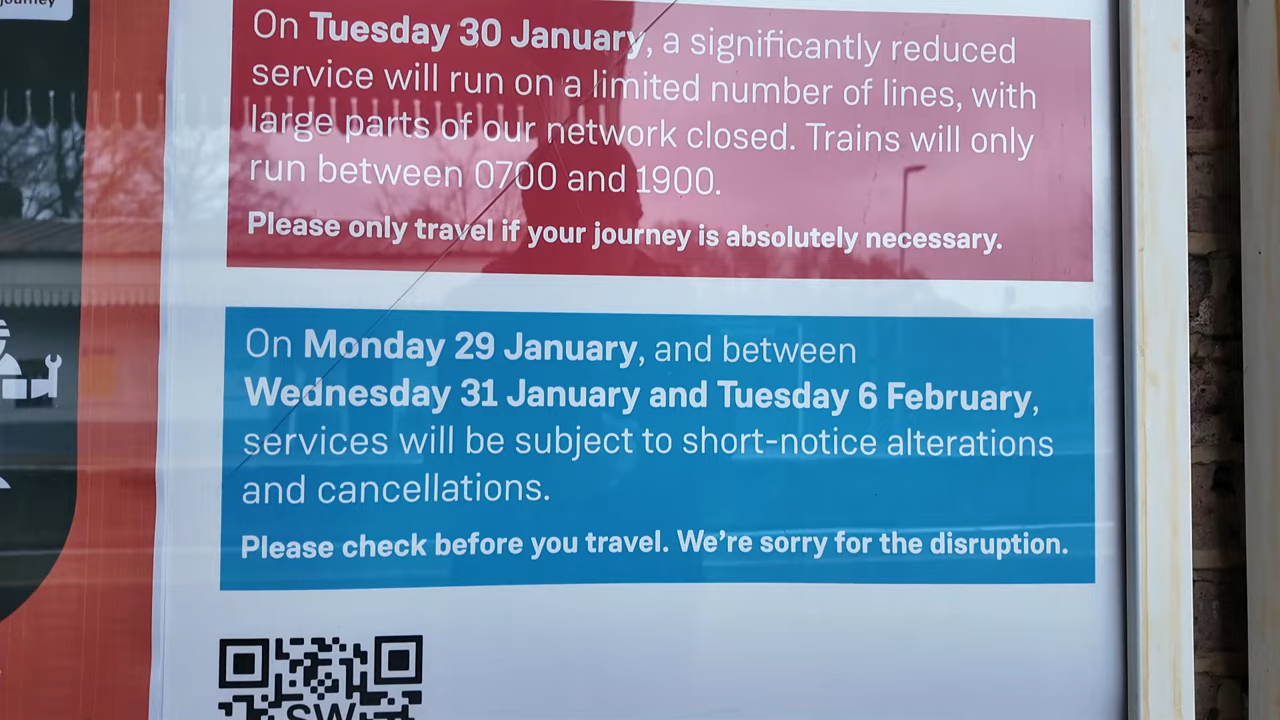 journey
On Tuesday 30 January, a significantly reduced
service will run on a limited number of lines, with
large parts of our network closed. Trains will only
run between 0700 and 1900.
Please only travel if your journey is absolutely necessary.
On Monday 29 January, and between
Wednesday 31 January and Tuesday 6 February,
services will be subject to short-notice alterations
and cancellations.
Please check before you travel. We're sorry for the disruption.
SW